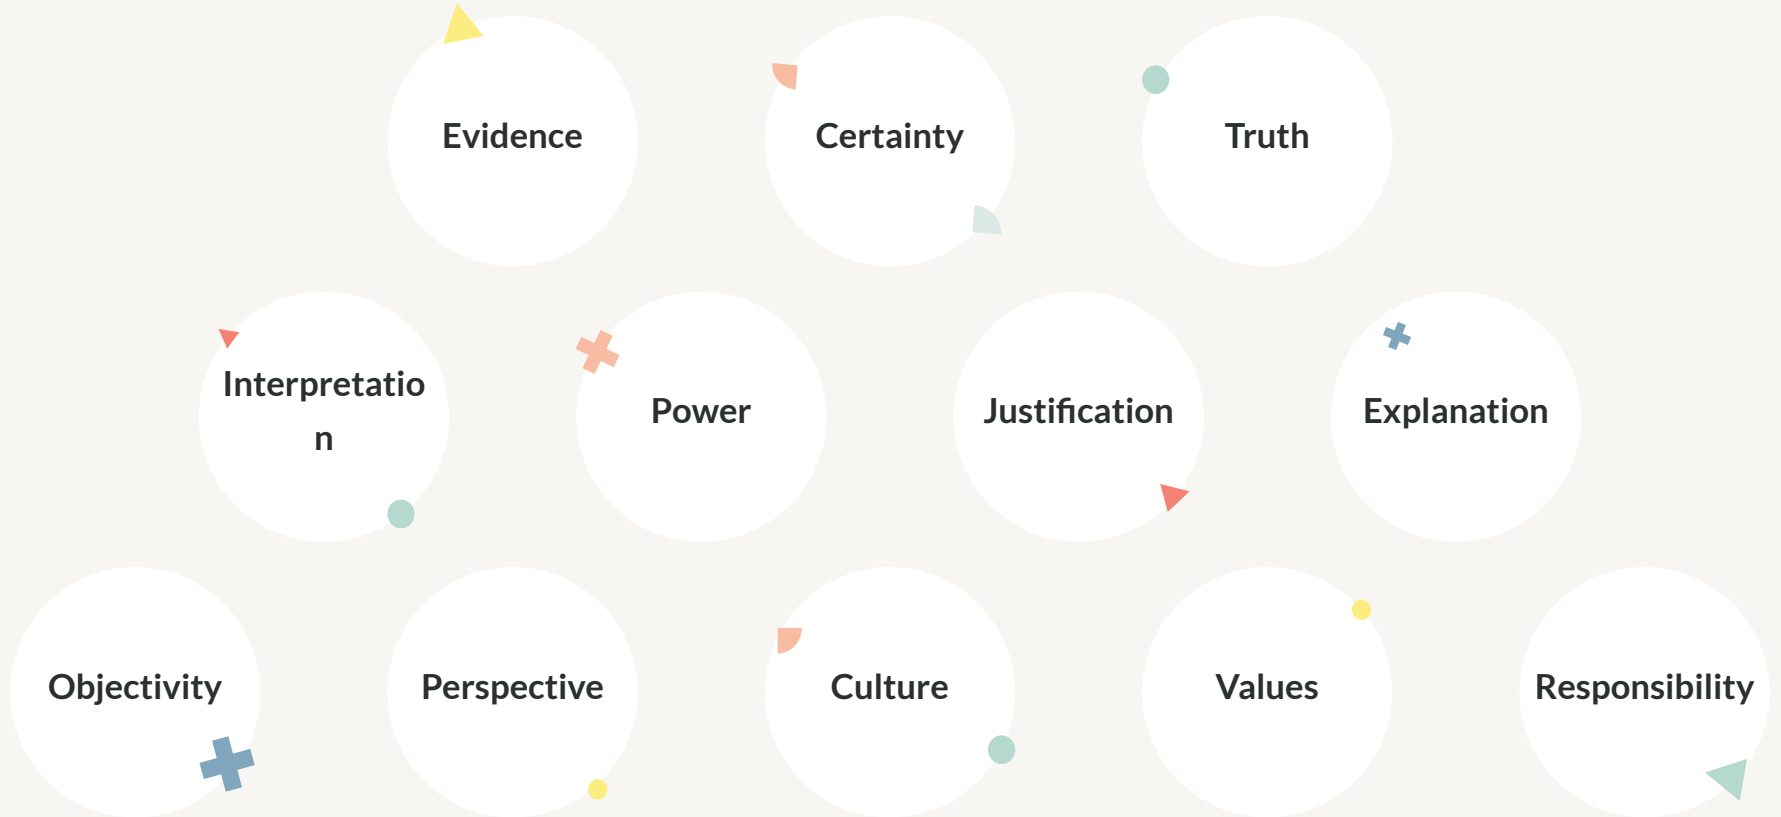 Evidence
Certainty
Truth
Interpretatio
n
Power
Justification
Explanation
Objectivity
Perspective
Culture
Values
Responsibility